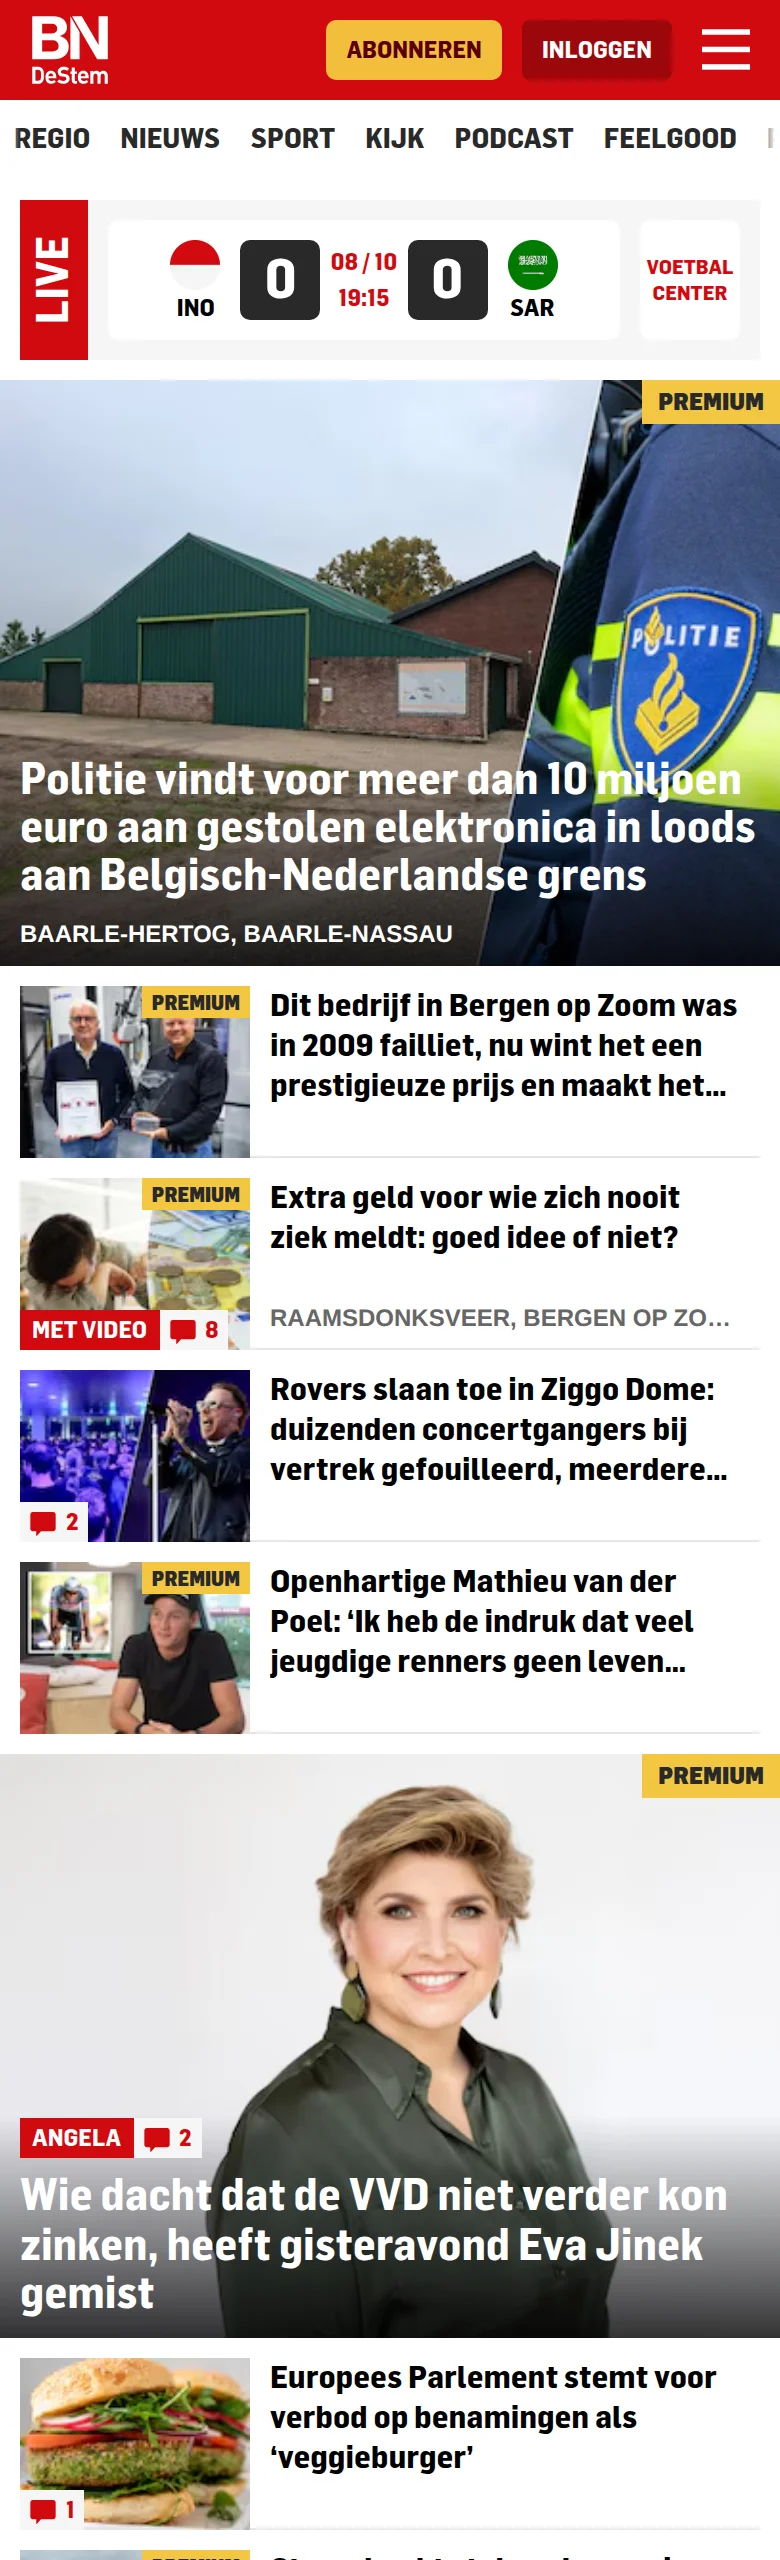 BN
DeStem
ABONNEREN
INLOGGEN
REGIO NIEUWS SPORT KIJK PODCAST FEELGOOD
LIVE
INO
0
08 / 10
19:15
0
SAR
VOETBAL
CENTER
PREMIUM
POLITIE
Politie vindt voor meer dan 10 miljoen
euro aan gestolen elektronica in loods
aan Belgisch-Nederlandse grens
BAARLE-HERTOG, BAARLE-NASSAU
PREMIUM
Dit bedrijf in Bergen op Zoom was
in 2009 failliet, nu wint het een
prestigieuze prijs en maakt het...
PREMIUM
MET VIDEO
8
Extra geld voor wie zich nooit
ziek meldt: goed idee of niet?
RAAMSDONKSVEER, BERGEN OP ZO...
2
Rovers slaan toe in Ziggo Dome:
duizenden concertgangers bij
vertrek gefouilleerd, meerdere...
PREMIUM
Openhartige Mathieu van der
Poel: ‘Ik heb de indruk dat veel
jeugdige renners geen leven...
PREMIUM
ANGELA
2
Wie dacht dat de VVD niet verder kon
zinken, heeft gisteravond Eva Jinek
gemist
1
Europees Parlement stemt voor
verbod op benamingen als
‘veggieburger’